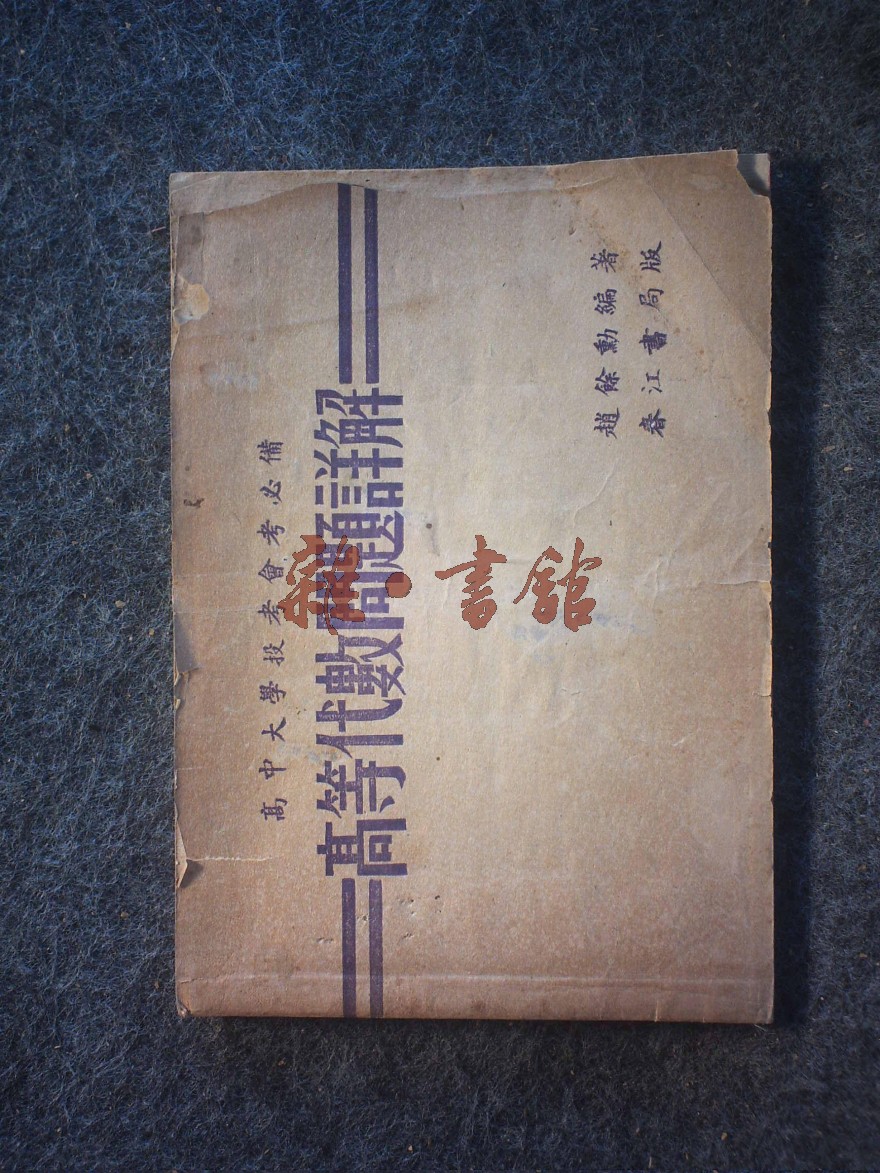 高中大學投考會考必備
高等代數問題詳解
趙餘勳編著
春江書局版
書館